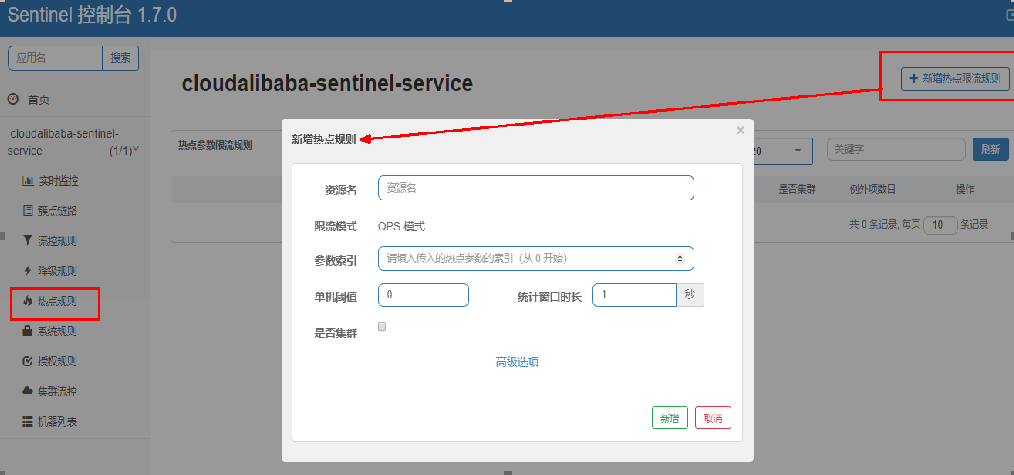 Sentinel 控制台 1.7.0
应用名 搜索
cloudalibaba-sentinel-service
+ 新增热点限流规则
首页
cloudalibaba-sentinel-
service (1/1)
实时监控
簇点链路
流控规则
降级规则
热点规则
系统规则
授权规则
集群流控
机器列表
热点参数限流规则
20 关键字 刷新
是否集群 例外项数目 操作
共 0 条记录, 每页 10 条记录
新增热点规则 ×
资源名 资源名
限流模式 QPS 模式
参数索引 请填入传入的热点参数的索引（从 0 开始）
单机阈值 0 统计窗口时长 1 秒
是否集群
高级选项
新增 取消